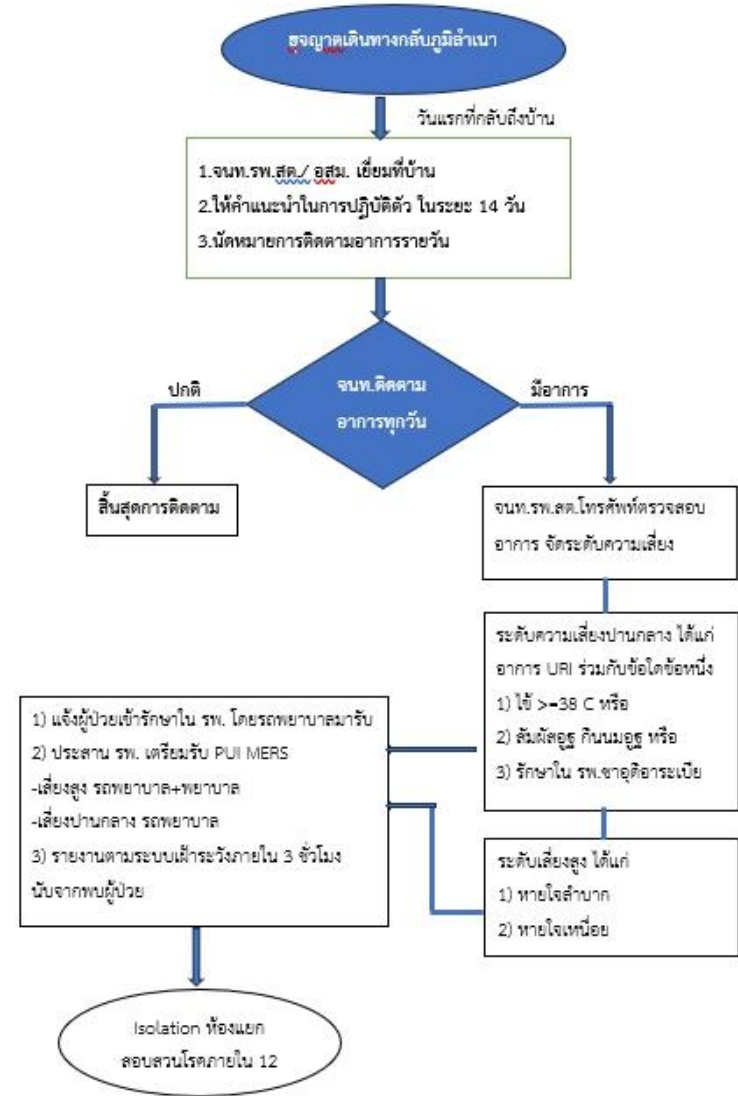 ฮุจญาตเดินทางกลับภูมิลำเนา
วันแรกที่กลับถึงบ้าน
1.จนท.รพ.สต./ อสม. เยี่ยมที่บ้าน
2.ให้คำแนะนำในการปฏิบัติตัว ในระยะ 14 วัน
3.นัดหมายการติดตามอาการรายวัน
จนท.ติดตาม
อาการทุกวัน
ปกติ
มีอาการ
สิ้นสุดการติดตาม
จนท.รพ.สต.โทรศัพท์ตรวจสอบ
อาการ จัดระดับความเสี่ยง
ระดับความเสี่ยงปานกลาง ได้แก่
อาการ URI ร่วมกับข้อใดข้อหนึ่ง
1) ไข้ >=38 C หรือ
2) สัมผัสอูฐ กินนมอูฐ หรือ
3) รักษาใน รพ.ซาอุดิอาระเบีย
ระดับเสี่ยงสูง ได้แก่
1) หายใจลำบาก
2) หายใจเหนื่อย
1) แจ้งผู้ป่วยเข้ารักษาใน รพ. โดยรถพยาบาลมารับ
2) ประสาน รพ. เตรียมรับ PUI MERS
-เสี่ยงสูง รถพยาบาล+พยาบาล
-เสี่ยงปานกลาง รถพยาบาล
3) รายงานตามระบบเฝ้าระวังภายใน 3 ชั่วโมง
นับจากพบผู้ป่วย
Isolation ห้องแยก
สอบสวนโรคภายใน 12